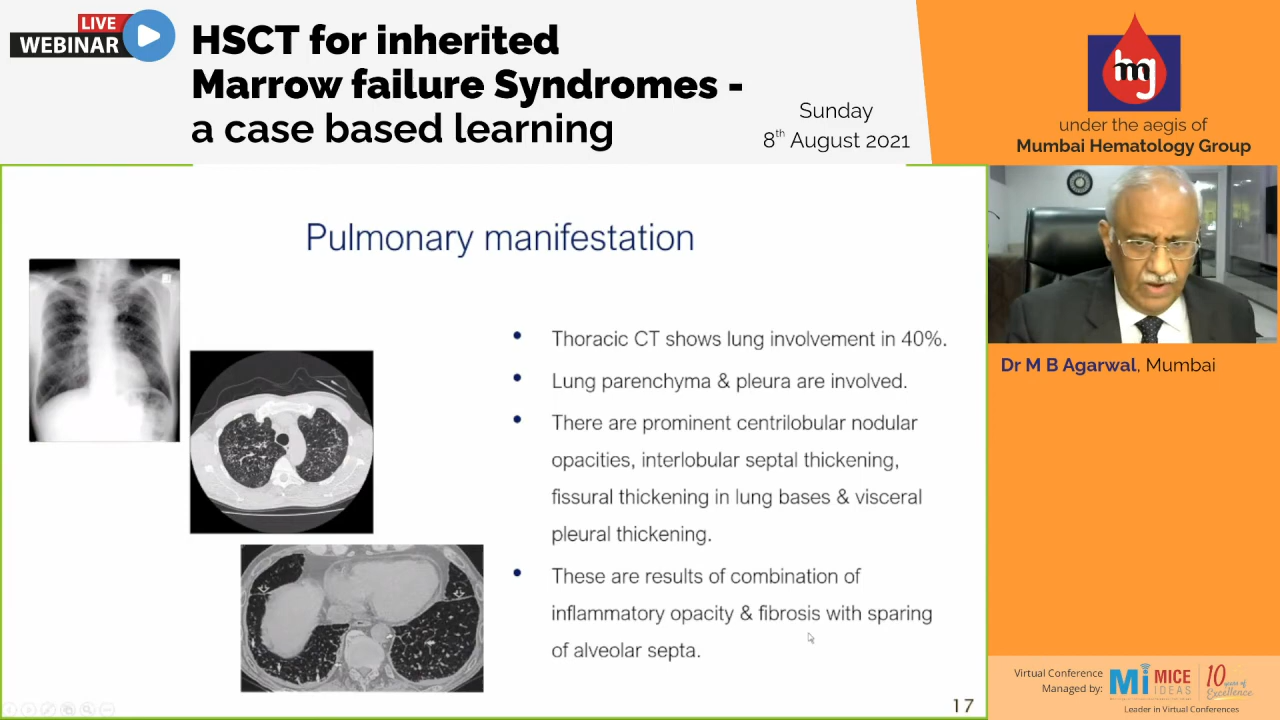 LIVE
WEBINAR
HSCT for inherited
Marrow failure Syndromes -
a case based learning
Sunday
8th August 2021
hmg
under the aegis of
Mumbai Hematology Group
Pulmonary manifestation
• Thoracic CT shows lung involvement in 40%.
• Lung parenchyma & pleura are involved.
• There are prominent centrilobular nodular
opacities, interlobular septal thickening,
fissural thickening in lung bases & visceral
pleural thickening.
• These are results of combination of
inflammatory opacity & fibrosis with sparing
of alveolar septa.
17
Dr M B Agarwal, Mumbai
Virtual Conference
Managed by:
Mi MICE
IDEAS
10 years of
Excellence
Leader in Virtual Conferences